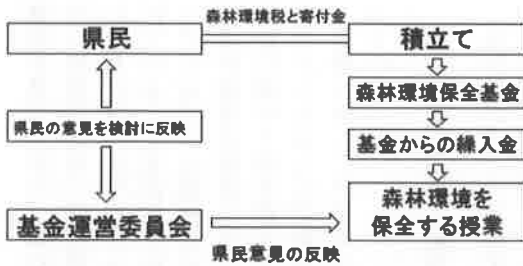 森林環境税と寄付金
県民
積立て
森林環境保全基金
県民の意見を検討に反映
基金からの繰入金
森林環境を
保全する授業
基金運営委員会
県民意見の反映